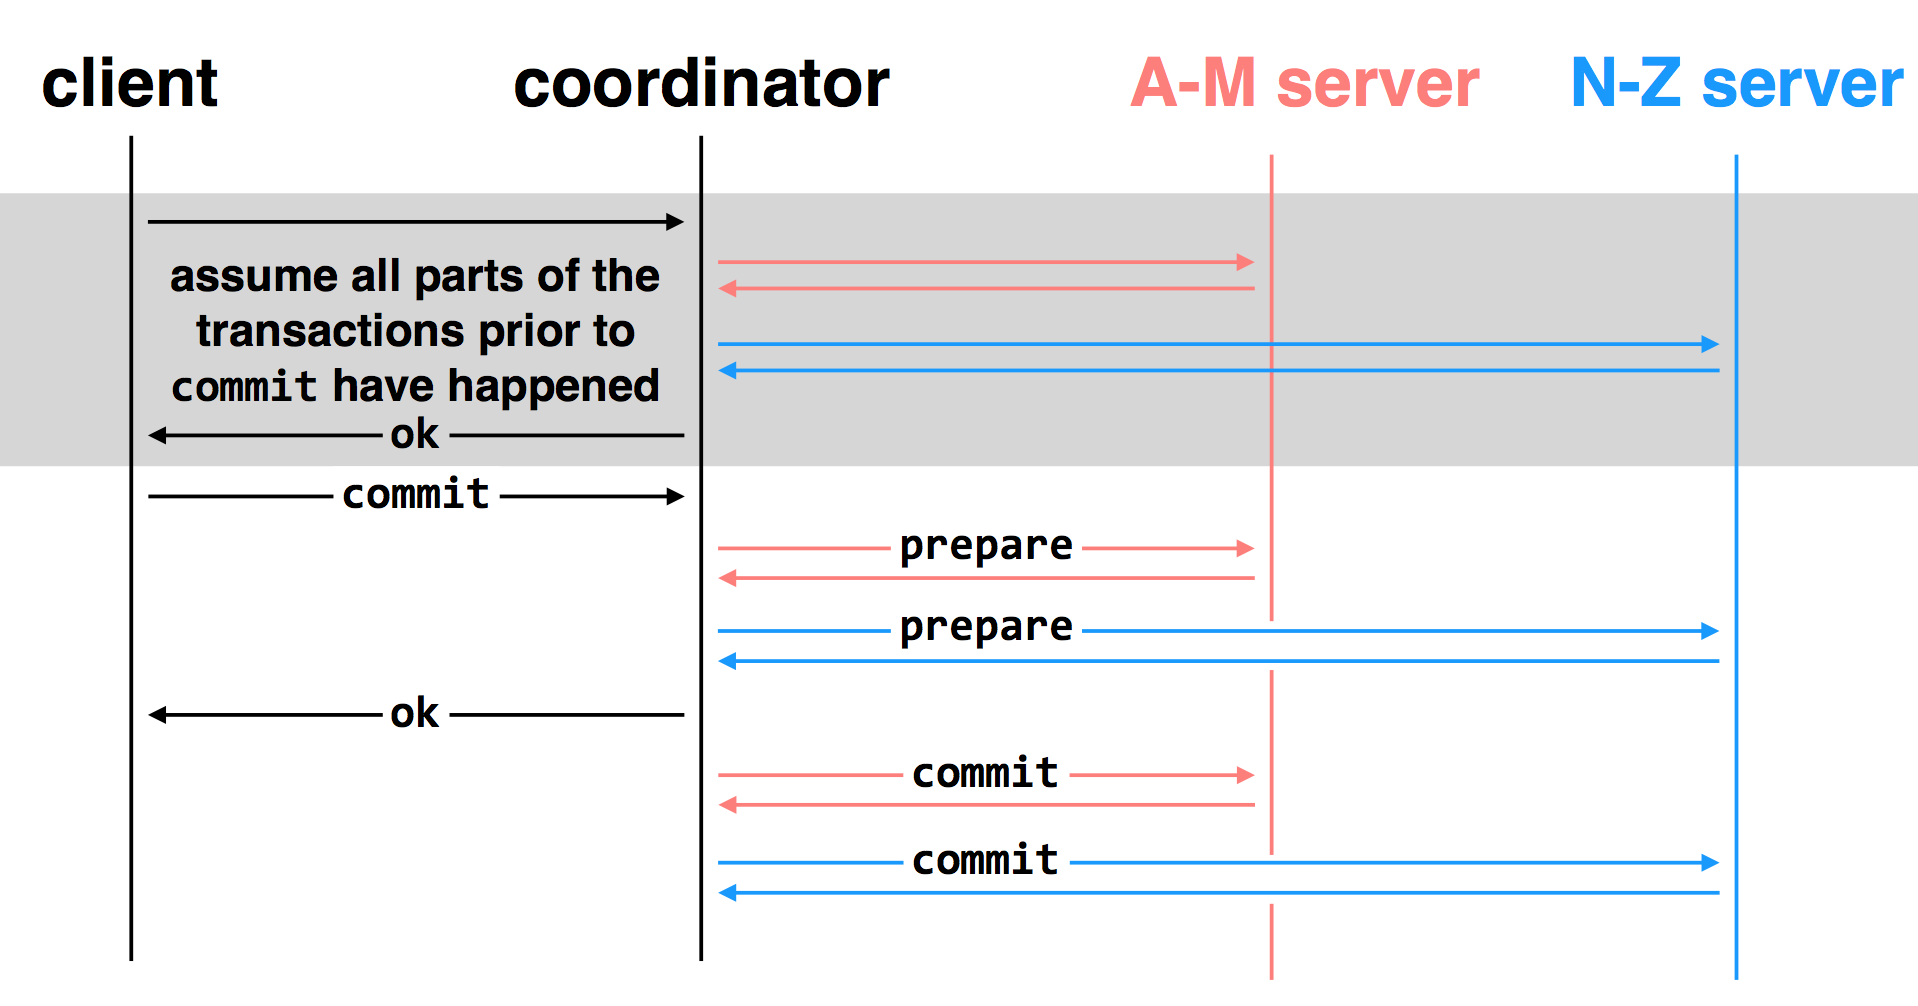 client
coordinator
A-M server
N-Z server
assume all parts of the
transactions prior to
commit have happened
ok
commit
prepare
prepare
ok
commit
commit